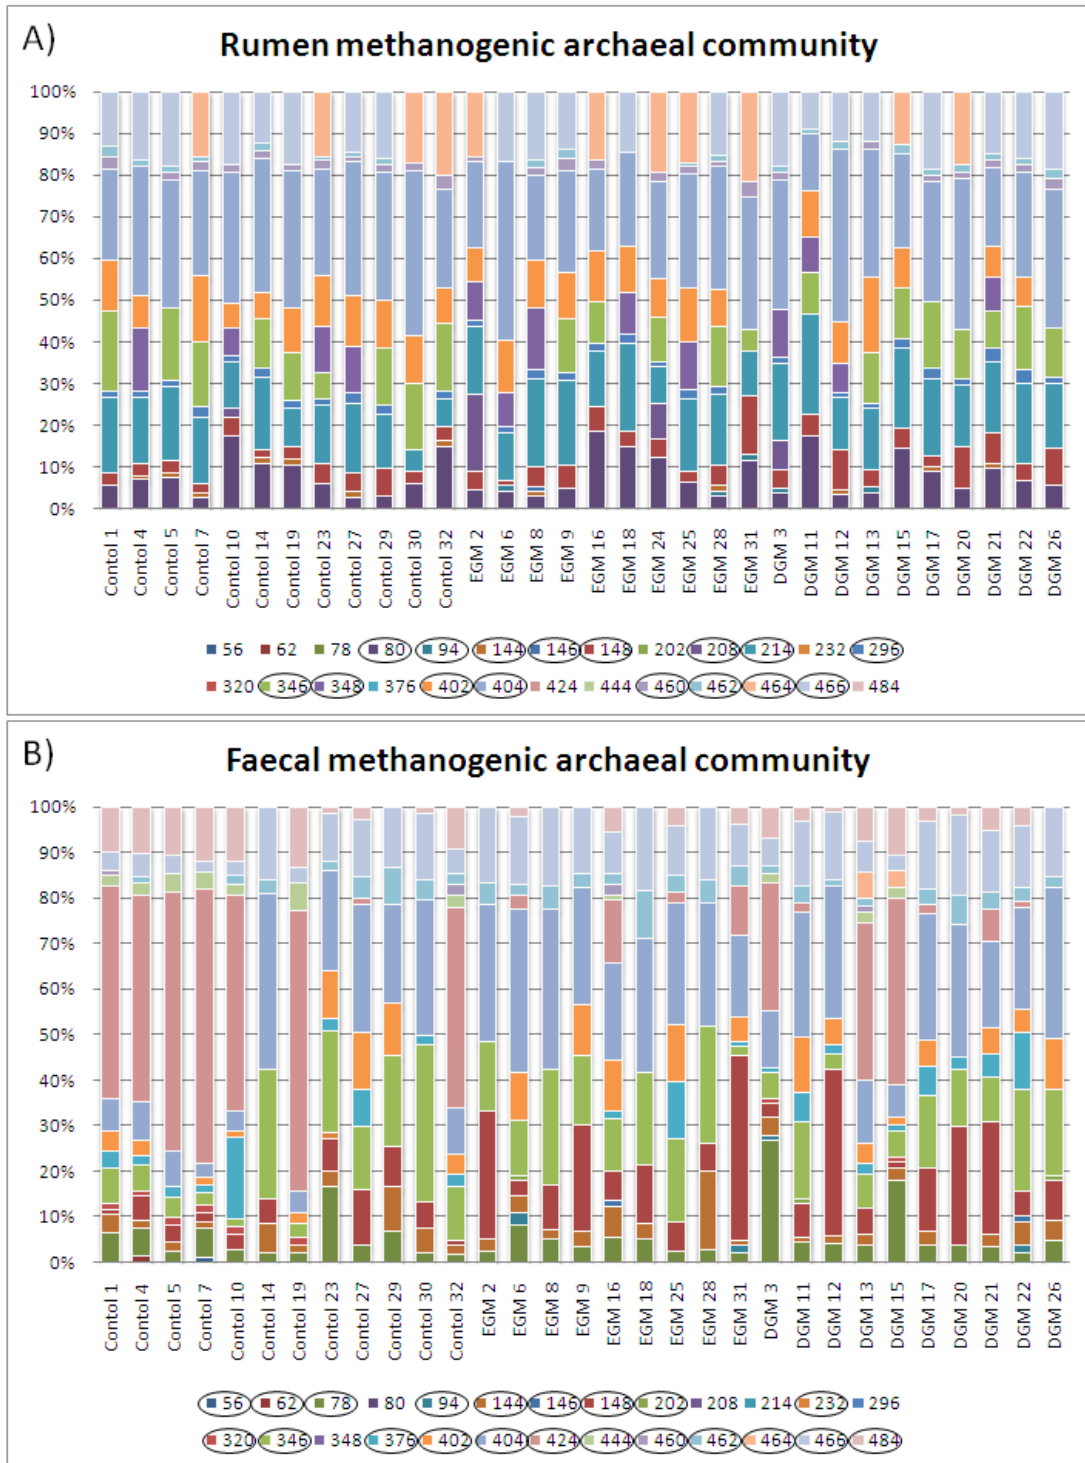 A)
Rumen methanogenic archaeal community
100%
90%
80%
70%
60%
50%
40%
30%
20%
10%
0%
Contol 1
Contol 4
Contol 5
Contol 7
Contol 10
Contol 14
Contol 19
Contol 23
Contol 27
Contol 29
Contol 30
Contol 32
EGM 2
EGM 6
EGM 8
EGM 9
EGM 16
EGM 18
EGM 24
EGM 25
EGM 28
EGM 31
DGM 3
DGM 11
DGM 12
DGM 13
DGM 15
DGM 17
DGM 20
DGM 21
DGM 22
DGM 26
56 62 78 80 94 144 146 148 202 208 214 232 296
320 346 348 376 402 404 424 444 460 462 464 466 484
B)
Faecal methanogenic archaeal community
100%
90%
80%
70%
60%
50%
40%
30%
20%
10%
0%
Contol 1
Contol 4
Contol 5
Contol 7
Contol 10
Contol 14
Contol 19
Contol 23
Contol 27
Contol 29
Contol 30
Contol 32
EGM 2
EGM 6
EGM 8
EGM 9
EGM 16
EGM 18
EGM 25
EGM 28
EGM 31
DGM 3
DGM 11
DGM 12
DGM 13
DGM 15
DGM 17
DGM 20
DGM 21
DGM 22
DGM 26
56 62 78 80 94 144 146 148 202 208 214 232 296
320 346 348 376 402 404 424 444 460 462 464 466 484